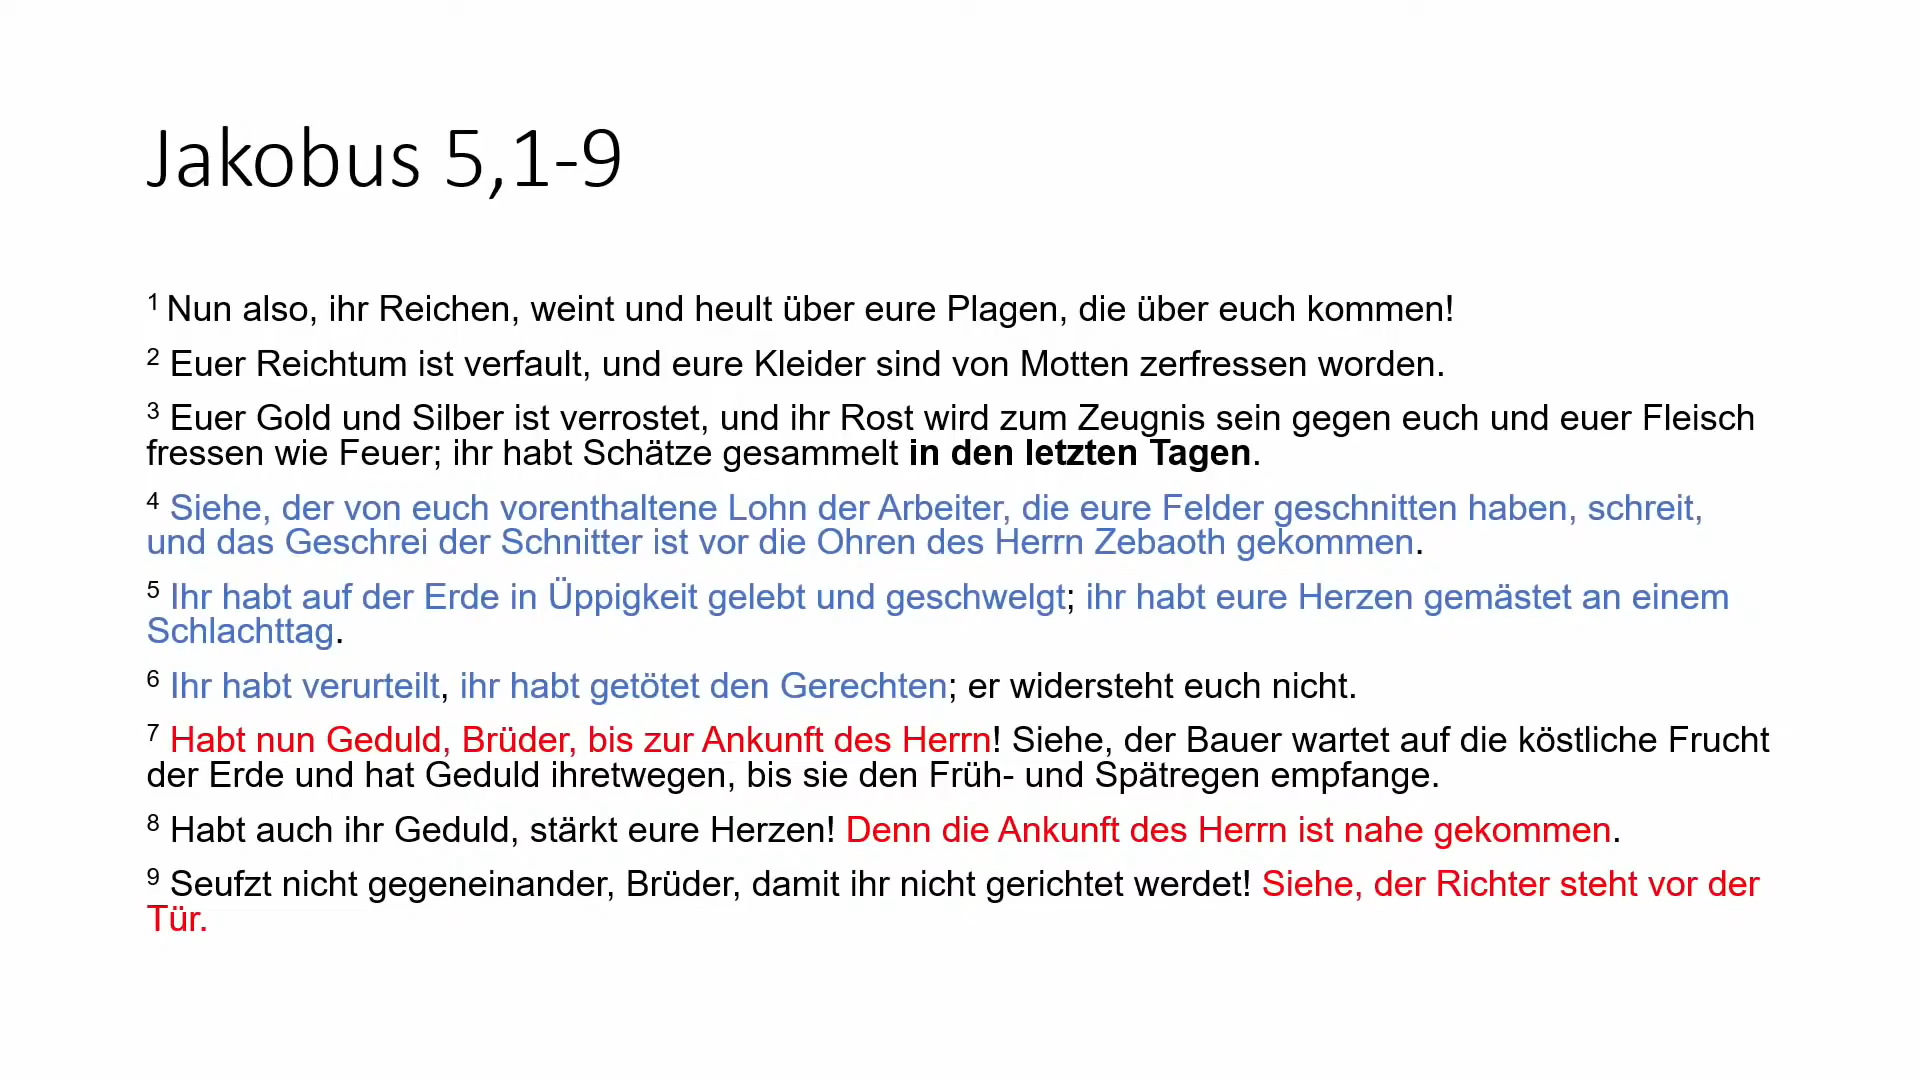 Jakobus 5,1-9
1 Nun also, ihr Reichen, weint und heult über eure Plagen, die über euch kommen!
2 Euer Reichtum ist verfault, und eure Kleider sind von Motten zerfressen worden.
3 Euer Gold und Silber ist verrostet, und ihr Rost wird zum Zeugnis sein gegen euch und euer Fleisch
fressen wie Feuer; ihr habt Schätze gesammelt in den letzten Tagen.
4 Siehe, der von euch vorenthaltene Lohn der Arbeiter, die eure Felder geschnitten haben, schreit,
und das Geschrei der Schnitter ist vor die Ohren des Herrn Zebaoth gekommen.
5 Ihr habt auf der Erde in Üppigkeit gelebt und geschwelgt; ihr habt eure Herzen gemästet an einem
Schlachttag.
6 Ihr habt verurteilt, ihr habt getötet den Gerechten; er widersteht euch nicht.
7 Habt nun Geduld, Brüder, bis zur Ankunft des Herrn! Siehe, der Bauer wartet auf die köstliche Frucht
der Erde und hat Geduld ihretwegen, bis sie den Früh- und Spätregen empfange.
8 Habt auch ihr Geduld, stärkt eure Herzen! Denn die Ankunft des Herrn ist nahe gekommen.
9 Seufzt nicht gegeneinander, Brüder, damit ihr nicht gerichtet werdet! Siehe, der Richter steht vor der
Tür.